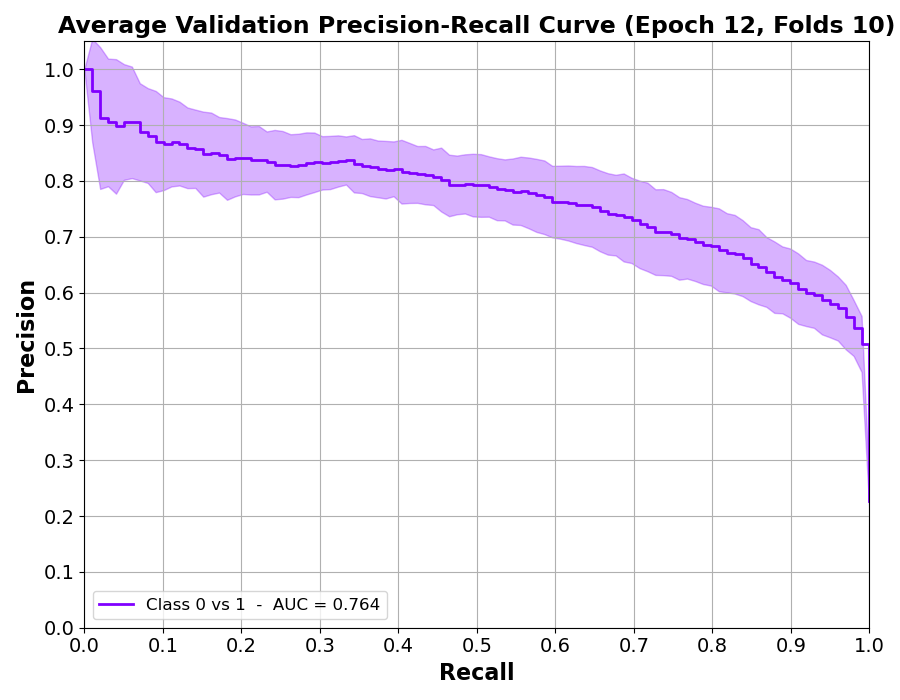 Average Validation Precision-Recall Curve (Epoch 12, Folds 10)
Precision
1.0
0.9
0.8
0.7
0.6
0.5
0.4
0.3
0.2
0.1
0.0
Class 0 vs 1 - AUC = 0.764
0.0 0.1 0.2 0.3 0.4 0.5 0.6 0.7 0.8 0.9 1.0
Recall